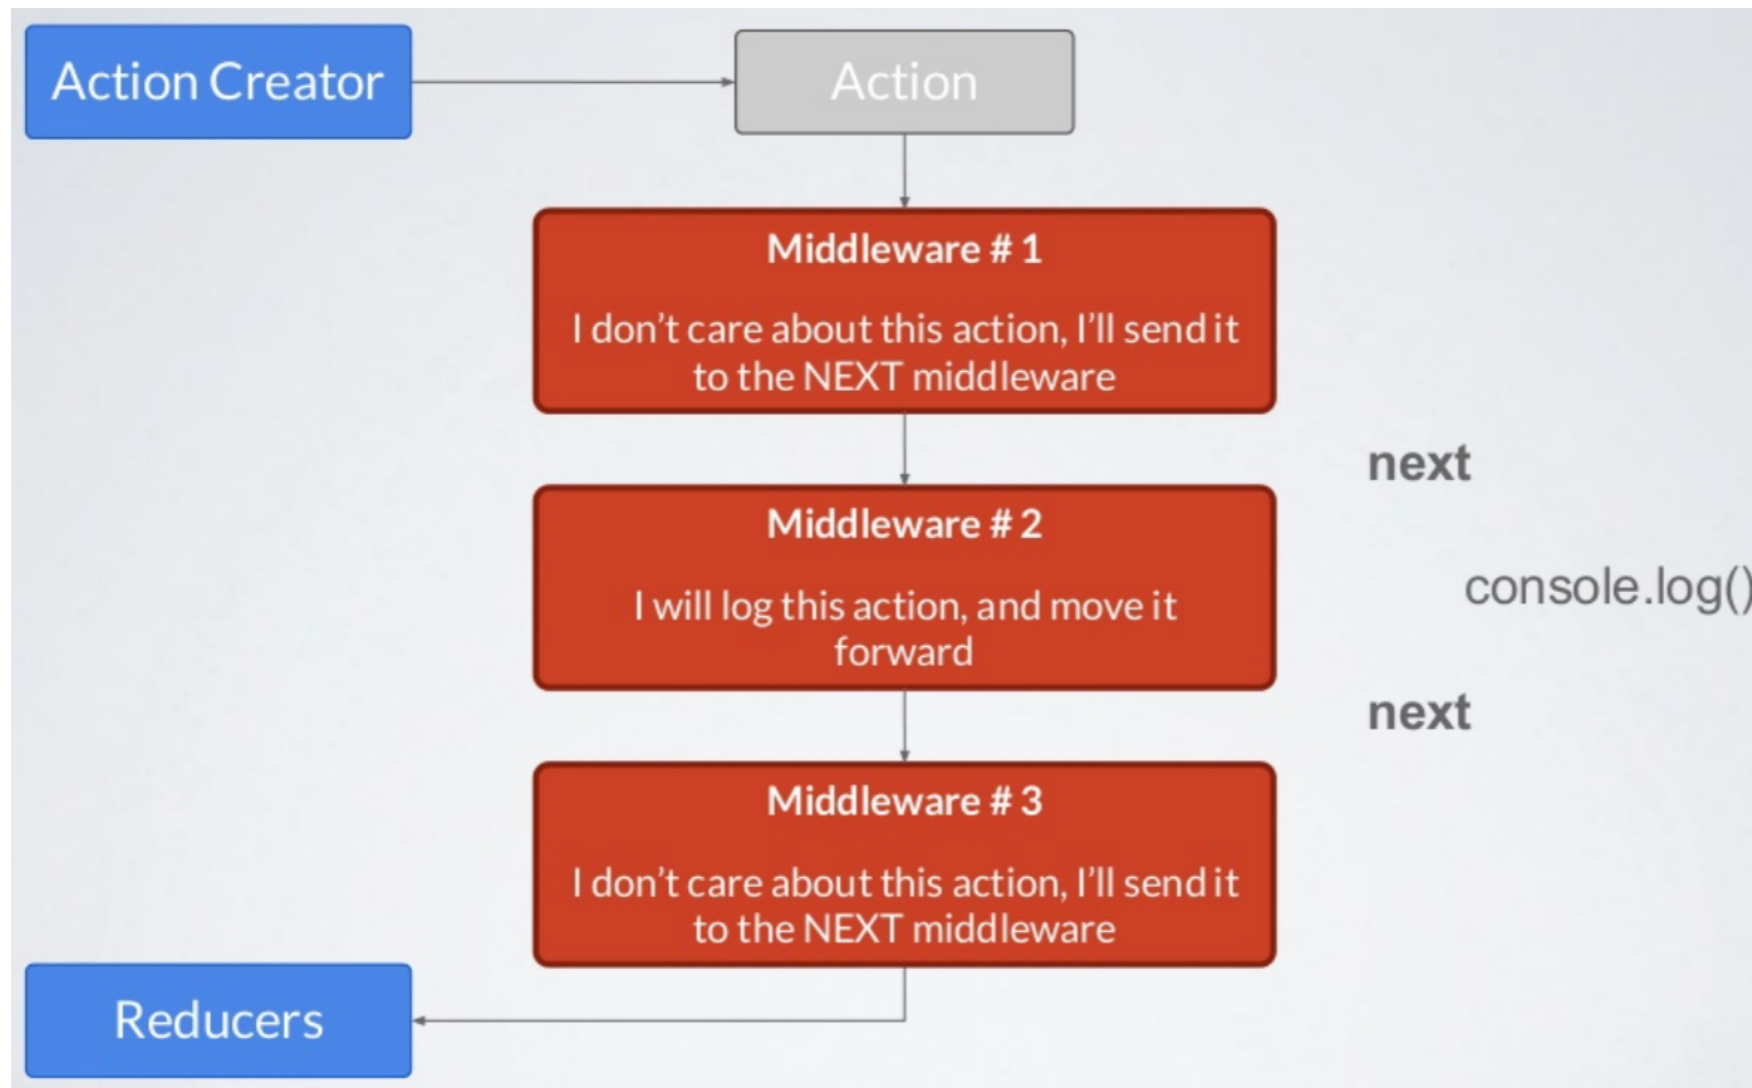 Action Creator
Action
Middleware # 1
I don't care about this action, I'll send it
to the NEXT middleware
next
Middleware # 2
console.log()
I will log this action, and move it
forward
next
Middleware # 3
I don't care about this action, I'll send it
to the NEXT middleware
Reducers